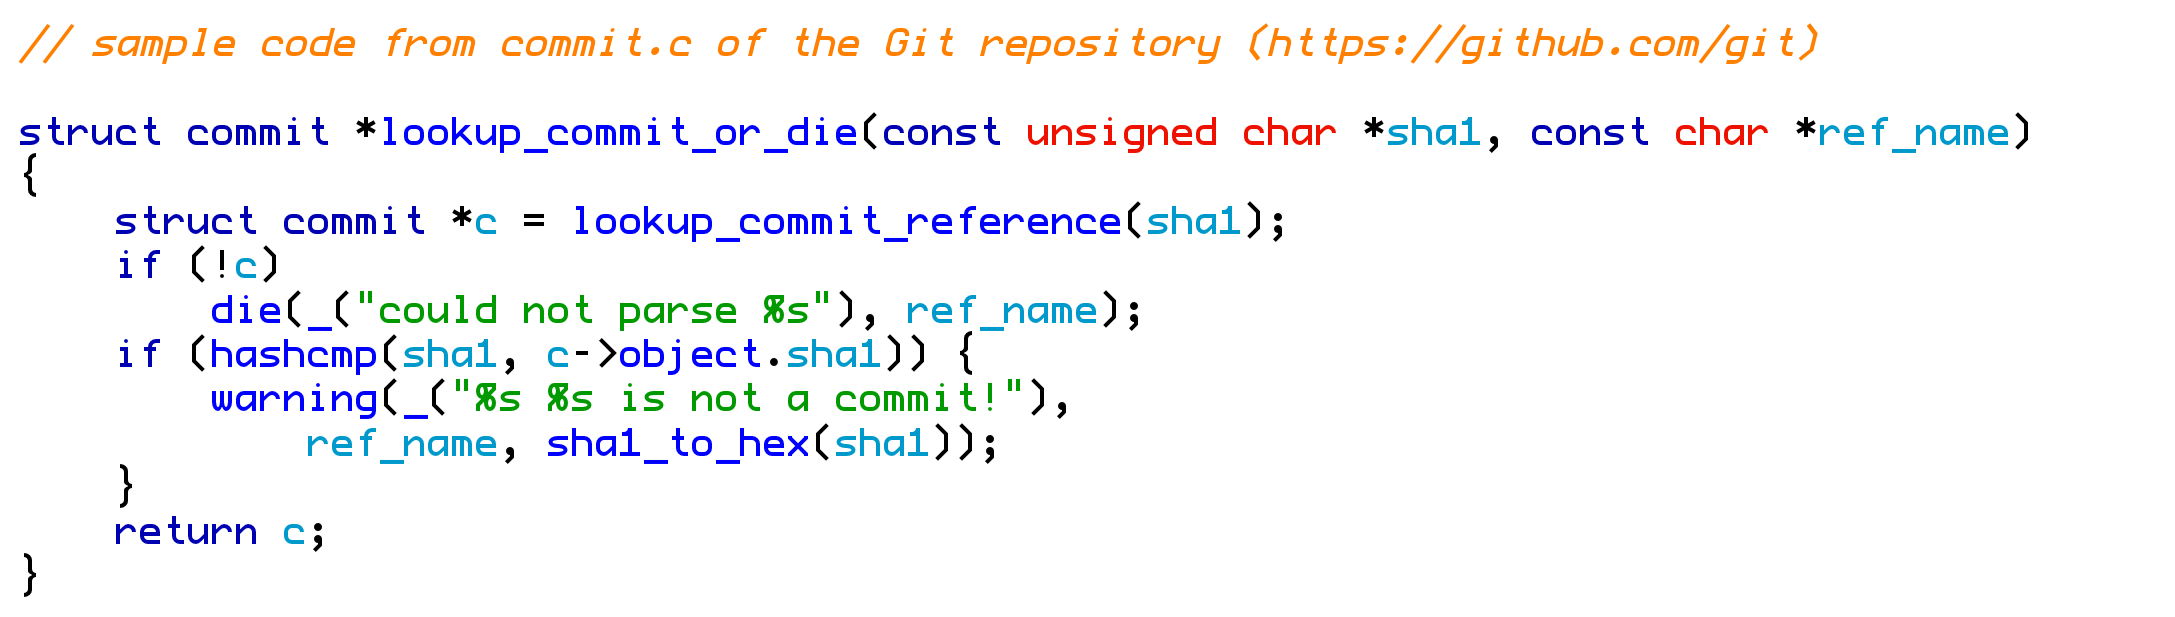 // sample code from commit.c of the Git repository (https://github.com/git)
struct commit *lookup_commit_or_die(const unsigned char *sha1, const char *ref_name)
{
    struct commit *c = lookup_commit_reference(sha1);
    if (!c)
        die(_("could not parse %s"), ref_name);
    if (hashcmp(sha1, c->object.sha1)) {
        warning(_("%s %s is not a commit!"),
            ref_name, sha1_to_hex(sha1));
    }
    return c;
}